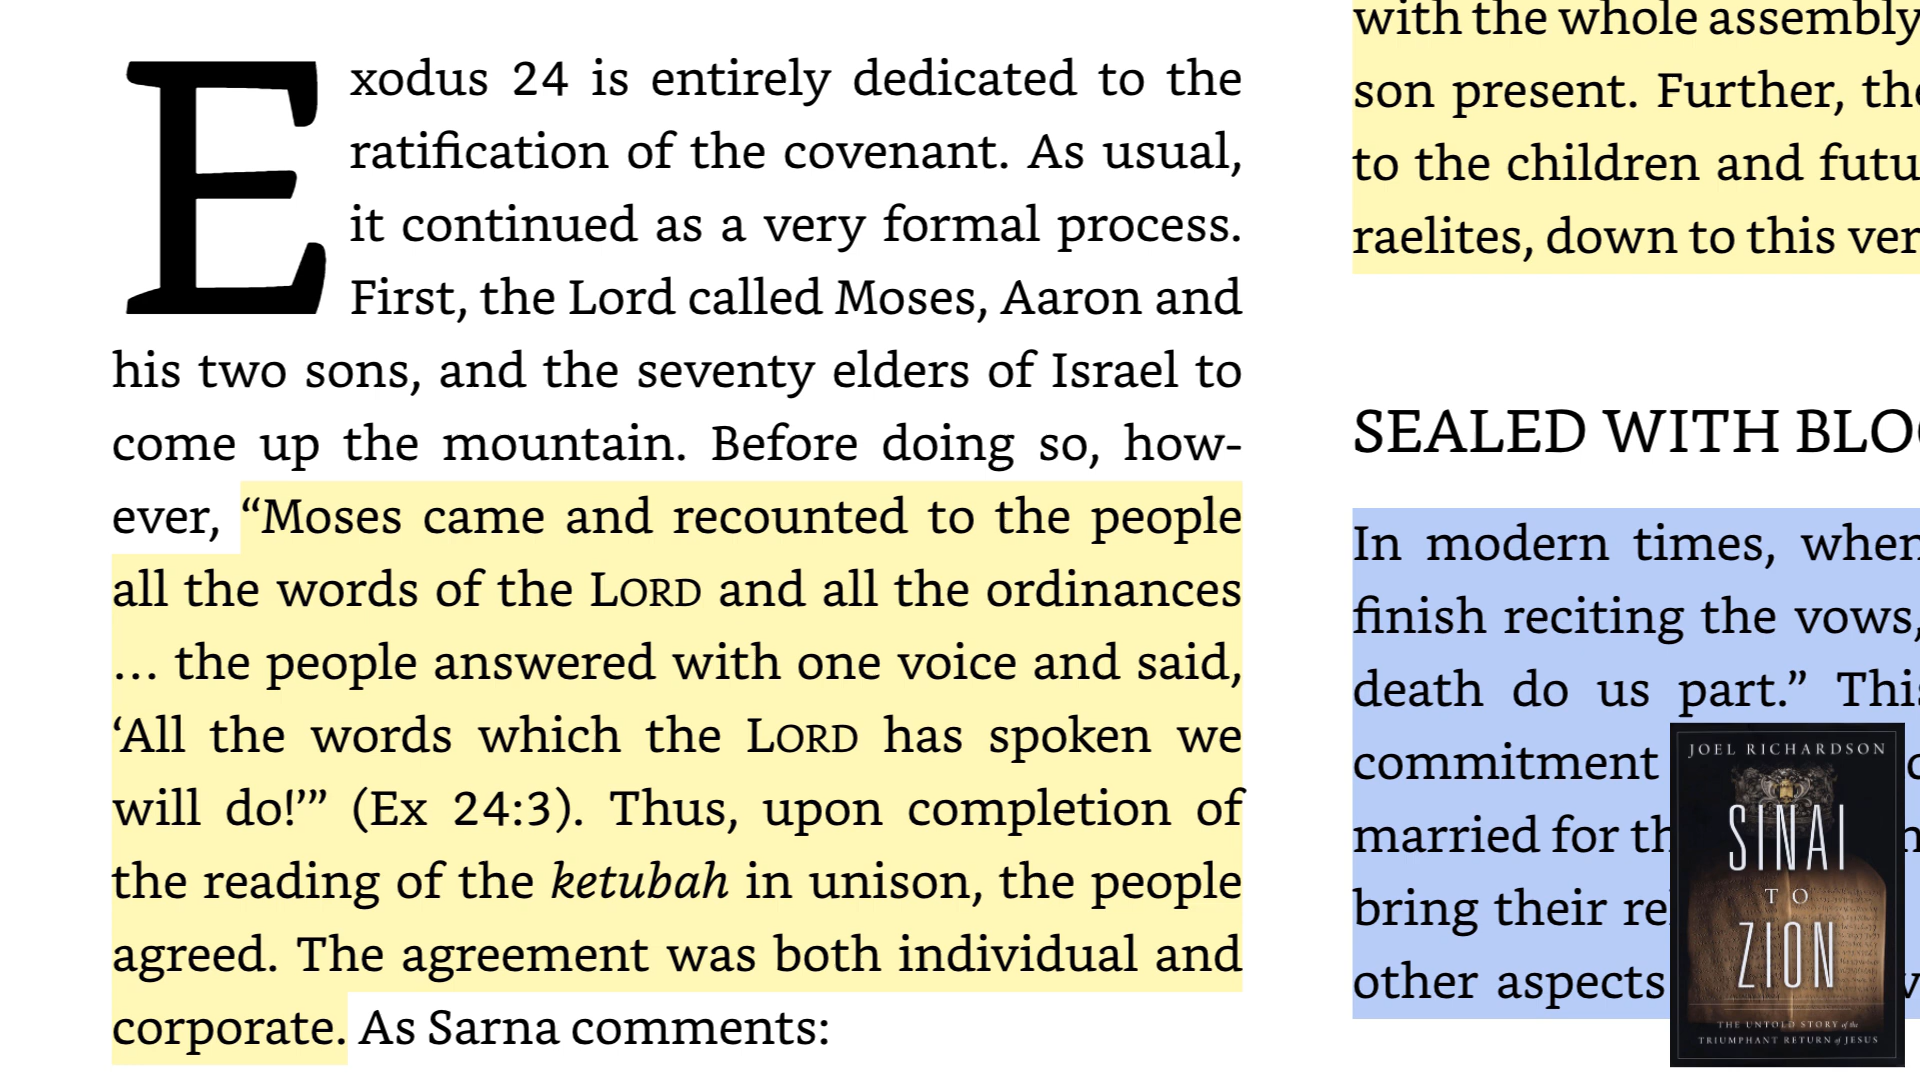 Exodus 24 is entirely dedicated to the
ratification of the covenant. As usual,
it continued as a very formal process.
First, the Lord called Moses, Aaron and
his two sons, and the seventy elders of Israel to
come up the mountain. Before doing so, how-
ever, “Moses came and recounted to the people
all the words of the LORD and all the ordinances
… the people answered with one voice and said,
‘All the words which the LORD has spoken we
will do!’” (Ex 24:3). Thus, upon completion of
the reading of the ketubah in unison, the people
agreed. The agreement was both individual and
corporate. As Sarna comments:
with the whole assembly
son present. Further, the
to the children and futu
raelites, down to this ver
SEALED WITH BLO
In modern times, when
finish reciting the vows,
death do us part.” This
commitment
married for th
bring their re
other aspects
JOEL RICHARDSON
SINAI
TO
ZION
THE UNTOLD STORY of the
TRIUMPHANT RETURN of JESUS